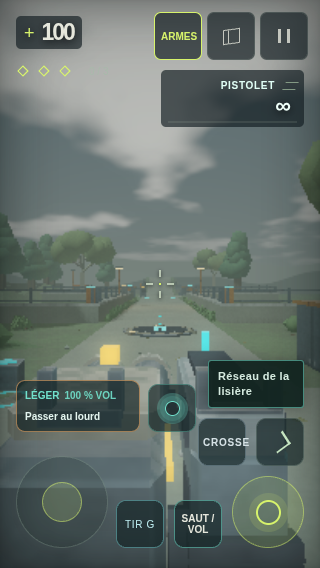 + 100
ARMES
PISTOLET
∞
Réseau de la
lisière
LÉGER 100 % VOL
Passer au lourd
CROSSE
TIR G
SAUT /
VOL